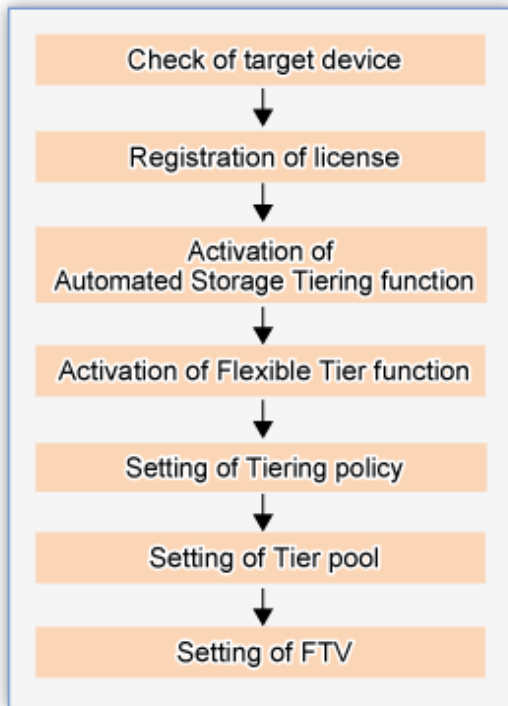 Check of target device
Registration of license
Activation of
Automated Storage Tiering function
Activation of Flexible Tier function
Setting of Tiering policy
Setting of Tier pool
Setting of FTV